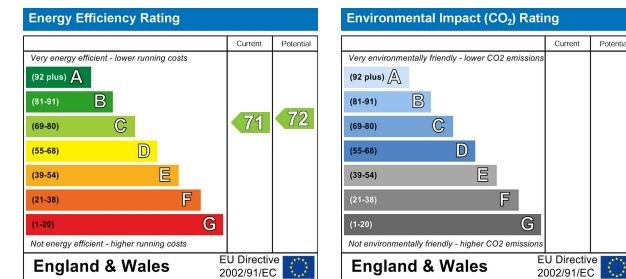 Energy Efficiency Rating
Current Potential
Very energy efficient - lower running costs
(92 plus) A
(81-91) B
(69-80) C
71 72
(55-68) D
(39-54) E
(21-38) F
(1-20) G
Not energy efficient - higher running costs
England & Wales
EU Directive
2002/91/EC
Environmental Impact (CO₂) Rating
Current Potential
Very environmentally friendly - lower CO2 emissions
(92 plus) A
(81-91) B
(69-80) C
(55-68) D
(39-54) E
(21-38) F
(1-20) G
Not environmentally friendly - higher CO2 emissions
England & Wales
EU Directive
2002/91/EC